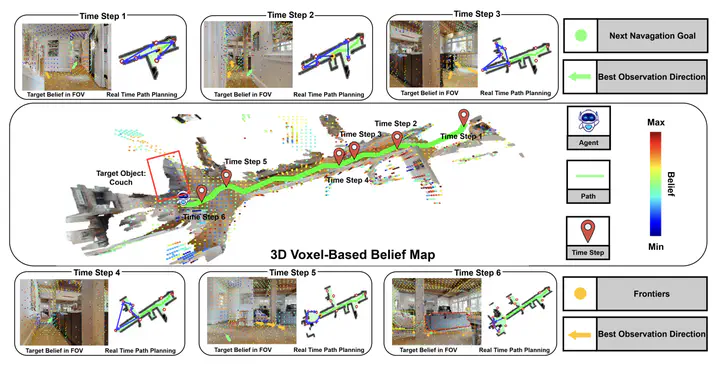 Time Step 1
Time Step 2
Time Step 3
Target Belief in FOV
Real Time Path Planning
Target Belief in FOV
Real Time Path Planning
Target Belief in FOV
Real Time Path Planning
Next Navagation Goal
Best Observation Direction
Time Step 2
Time Step 3
Time Step 1
Time Step 5
Target Object:
Couch
Time Step 4
Time Step 6
3D Voxel-Based Belief Map
Agent
Path
Time Step
Max
Belief
Min
Time Step 4
Time Step 5
Time Step 6
Target Belief in FOV
Real Time Path Planning
Target Belief in FOV
Real Time Path Planning
Target Belief in FOV
Real Time Path Planning
Frontiers
Best Observation Direction